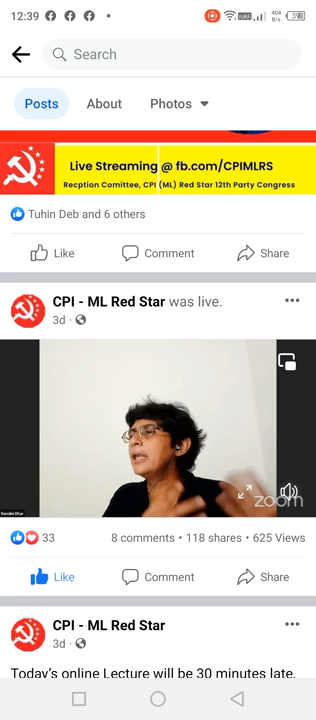 12:39
VoWiFi
404
B/s
39
Search
Posts
About
Photos
Live Streaming @ fb.com/CPIMLRS
Recption Comittee, CPI (ML) Red Star 12th Party Congress
Tuhin Deb and 6 others
Like
Comment
Share
CPI - ML Red Star was live.
3d ·
Nandini Dhar
zoom
33
8 comments • 118 shares • 625 Views
Like
Comment
Share
CPI - ML Red Star
3d ·
Today's online Lecture will be 30 minutes late.